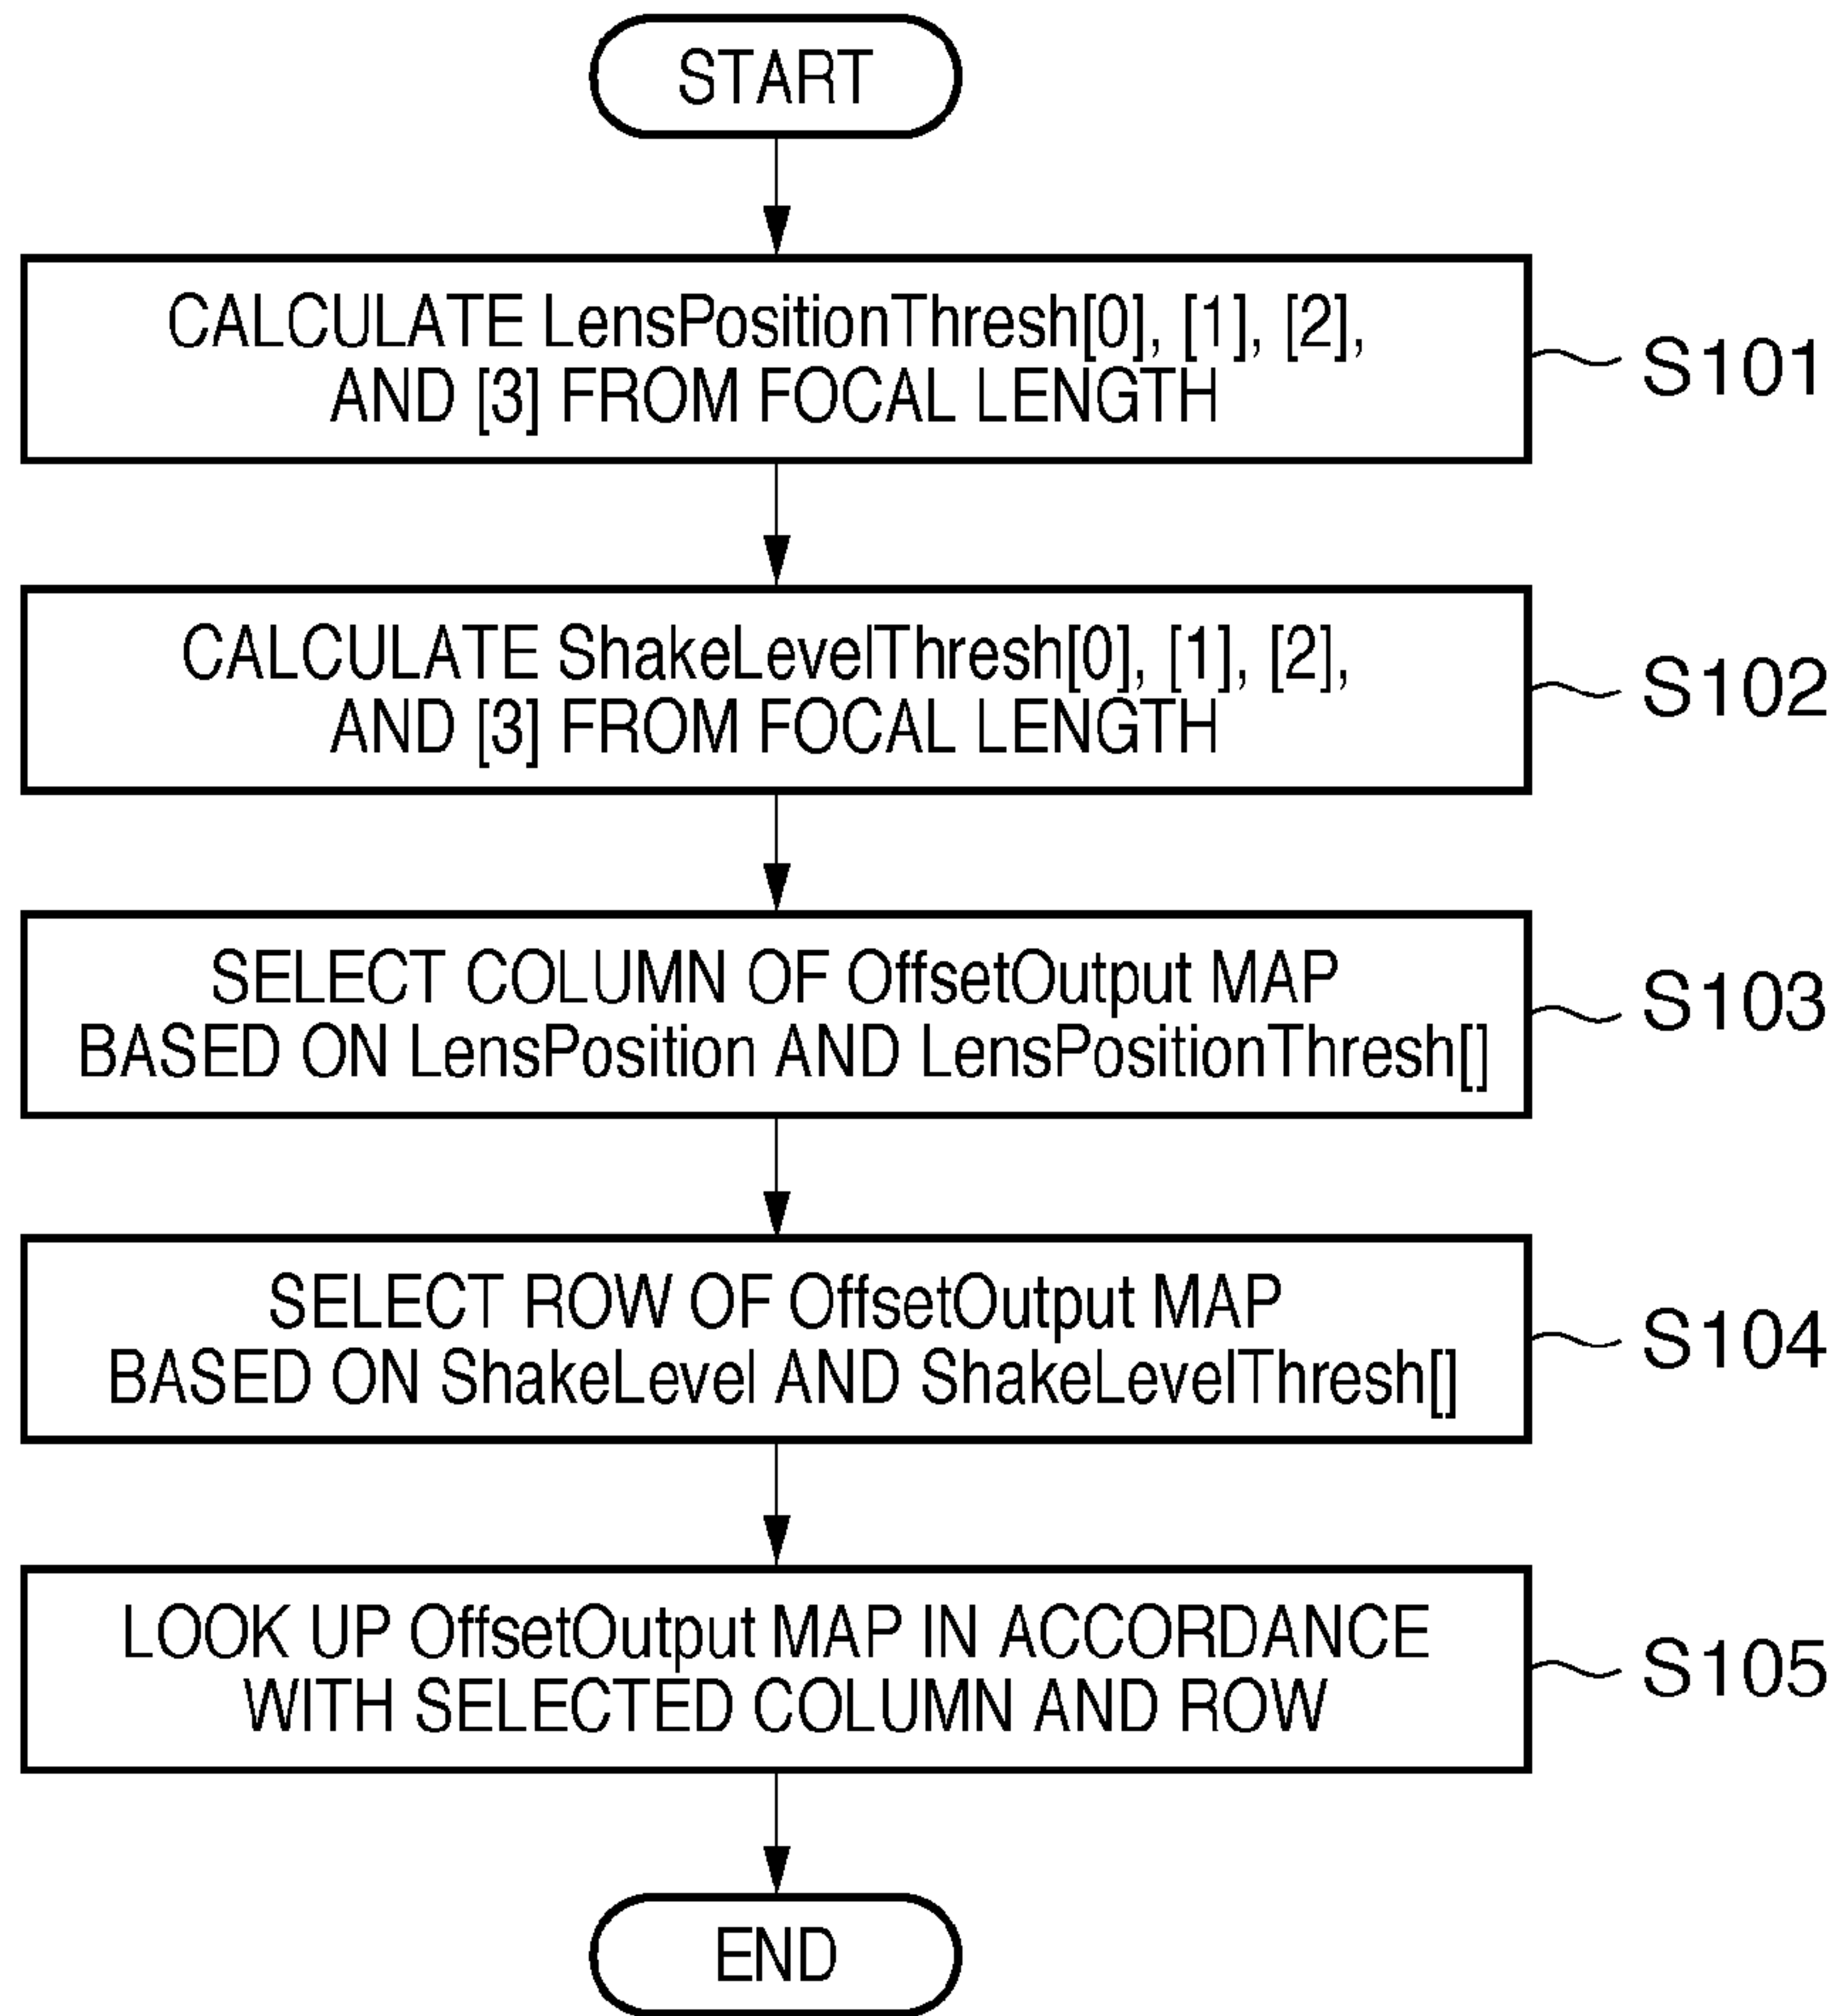 START
CALCULATE LensPositionThresh[0], [1], [2],
AND [3] FROM FOCAL LENGTH
S101
CALCULATE ShakeLevelThresh[0], [1], [2],
AND [3] FROM FOCAL LENGTH
S102
SELECT COLUMN OF OffsetOutput MAP
BASED ON LensPosition AND LensPositionThresh[]
S103
SELECT ROW OF OffsetOutput MAP
BASED ON ShakeLevel AND ShakeLevelThresh[]
S104
LOOK UP OffsetOutput MAP IN ACCORDANCE
WITH SELECTED COLUMN AND ROW
S105
END